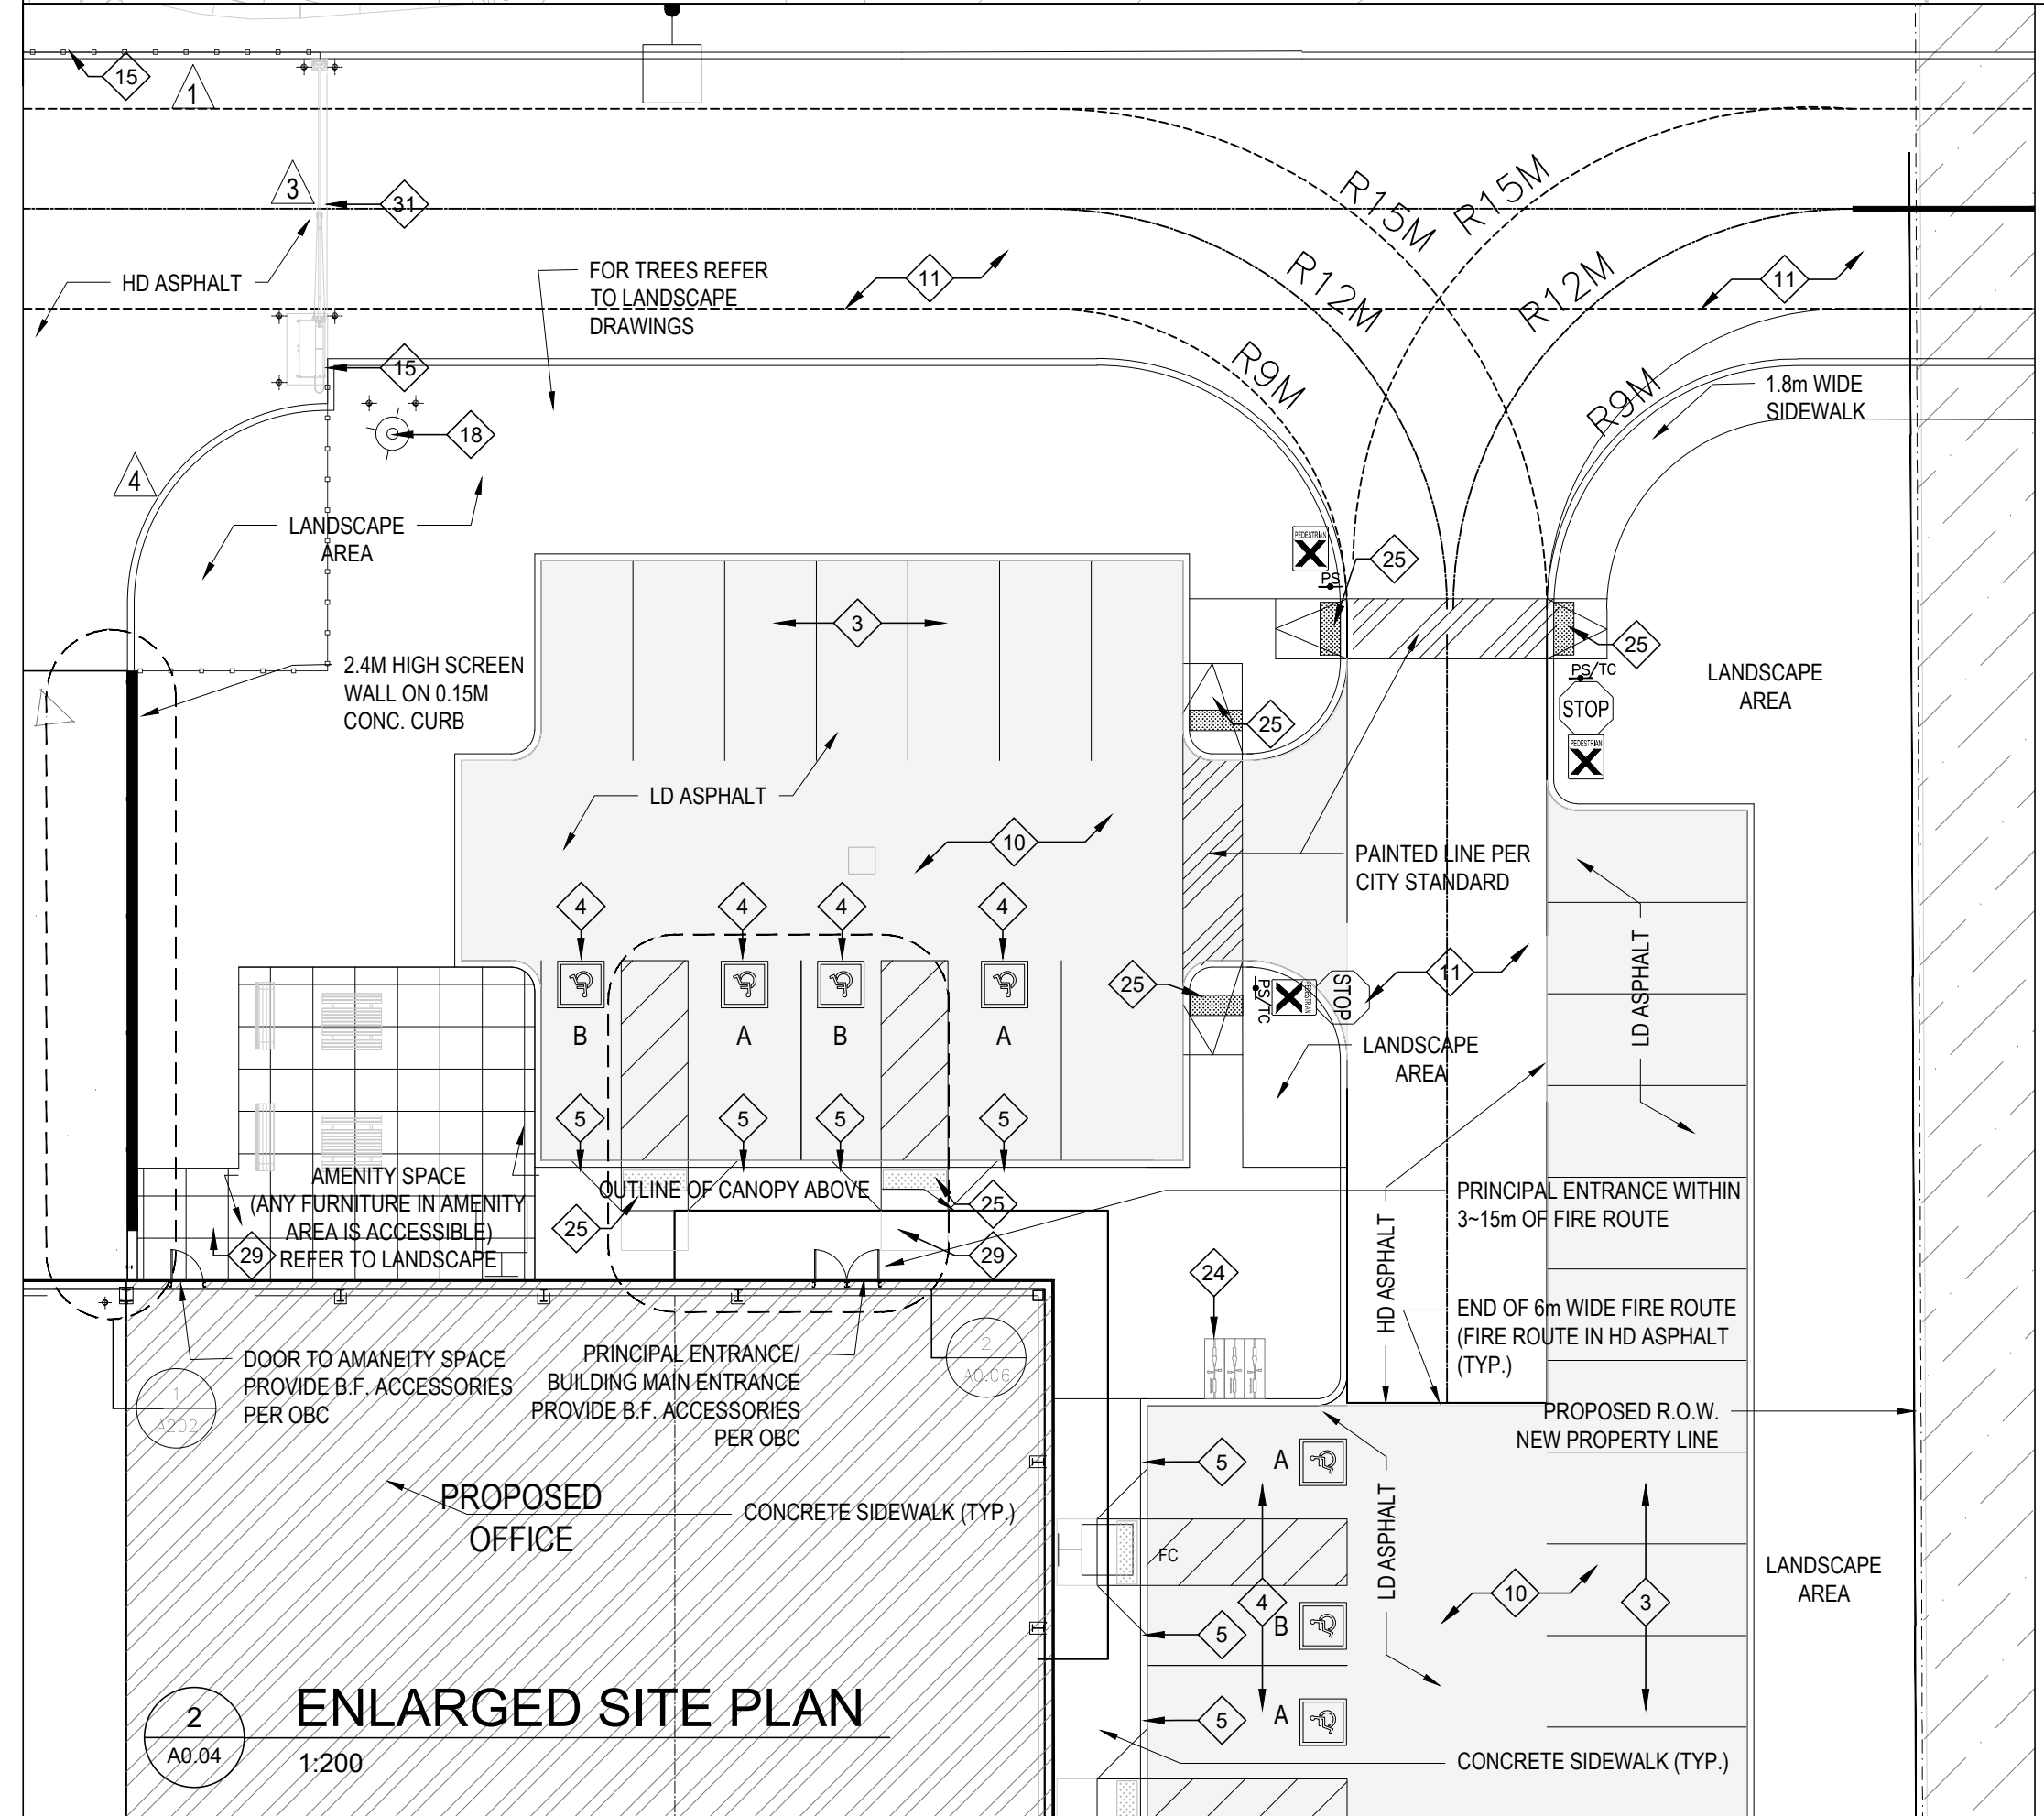 15
1
3
31
HD ASPHALT
FOR TREES REFER
TO LANDSCAPE
DRAWINGS
11
R15M
R15M
R12M
R12M
11
R9M
R9M
1.8m WIDE
SIDEWALK
15
18
4
LANDSCAPE
AREA
PEDESTRIAN
X
PS
25
3
25
PS/TC
STOP
PEDESTRIAN
X
LANDSCAPE
AREA
2.4M HIGH SCREEN
WALL ON 0.15M
CONC. CURB
25
LD ASPHALT
10
PAINTED LINE PER
CITY STANDARD
4
4
4
4
LD ASPHALT
25
PS/TC
PEDESTRIAN
X
STOP
11
B
A
B
A
LANDSCAPE
AREA
5
5
5
5
AMENITY SPACE
(ANY FURNITURE IN AMENITY
AREA IS ACCESSIBLE)
REFER TO LANDSCAPE
OUTLINE OF CANOPY ABOVE
25
25
29
29
PRINCIPAL ENTRANCE WITHIN
3~15m OF FIRE ROUTE
24
HD ASPHALT
END OF 6m WIDE FIRE ROUTE
(FIRE ROUTE IN HD ASPHALT
(TYP.)
DOOR TO AMANEITY SPACE
PROVIDE B.F. ACCESSORIES
PER OBC
PRINCIPAL ENTRANCE/
BUILDING MAIN ENTRANCE
PROVIDE B.F. ACCESSORIES
PER OBC
1
A202
2
A0.06
PROPOSED R.O.W.
NEW PROPERTY LINE
5
A
PROPOSED
OFFICE
CONCRETE SIDEWALK (TYP.)
FC
LD ASPHALT
4
10
3
LANDSCAPE
AREA
5
B
5
A
2
A0.04
ENLARGED SITE PLAN
1:200
CONCRETE SIDEWALK (TYP.)